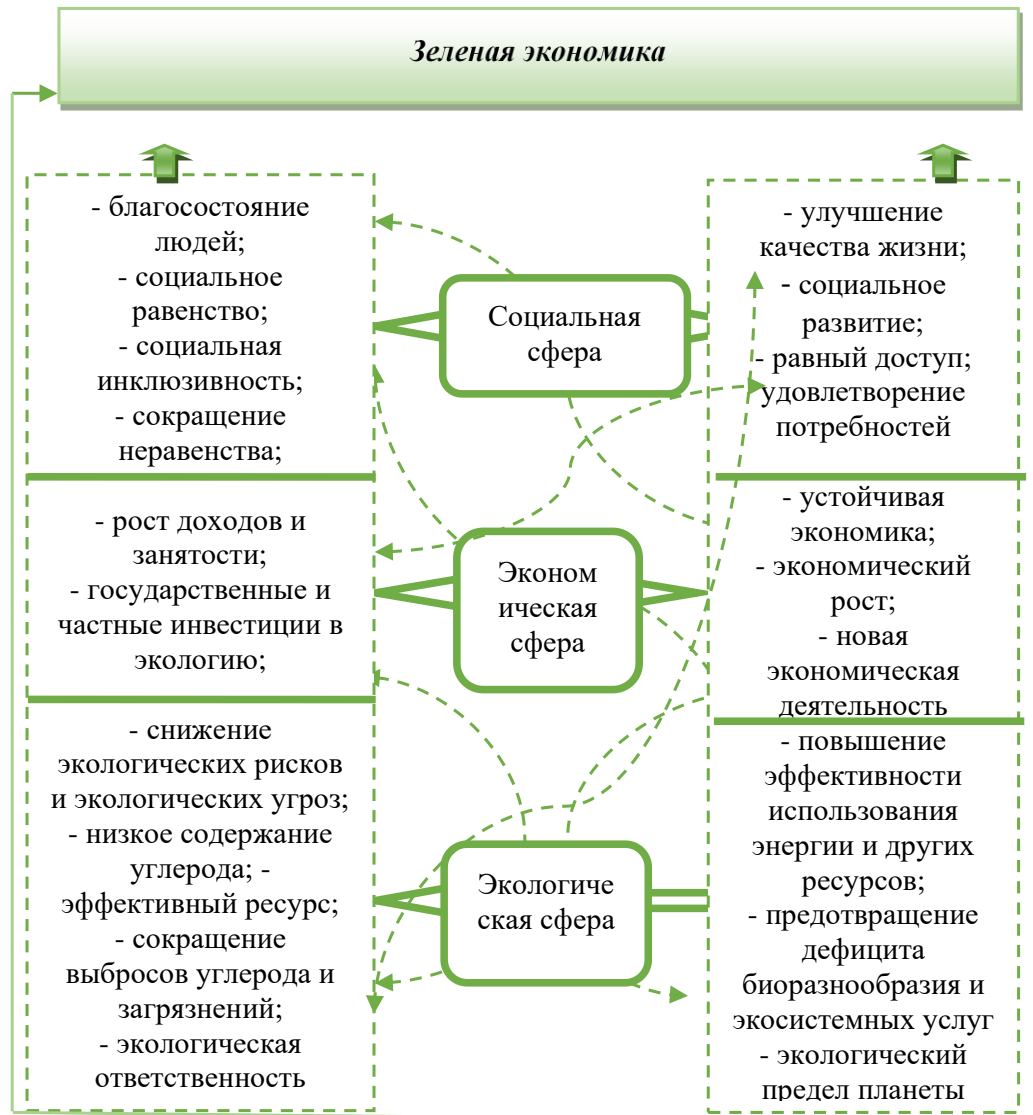 Зеленая экономика
- благосостояние
людей;
- социальное
равенство;
- социальная
инклюзивность;
- сокращение
неравенства;
- рост доходов и
занятости;
- государственные и
частные инвестиции в
экологию;
- снижение
экологических рисков
и экологических угроз;
- низкое содержание
углерода; -
эффективный ресурс;
- сокращение
выбросов углерода и
загрязнений;
- экологическая
ответственность
Социальная
сфера
Эконом
ическая
сфера
Экологиче
ская сфера
- улучшение
качества жизни;
- социальное
развитие;
- равный доступ;
удовлетворение
потребностей
- устойчивая
экономика;
- экономический
рост;
- новая
экономическая
деятельность
- повышение
эффективности
использования
энергии и других
ресурсов;
- предотвращение
дефицита
биоразнообразия и
экосистемных услуг
- экологический
предел планеты